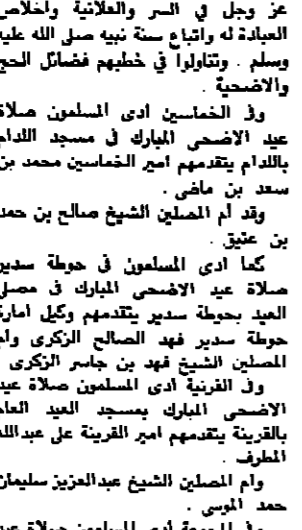 عز وجل في السر والعلانية واخلاص
العبادة له واتباع سنة نبيه صلى الله عليه
وسلم . وتناولوا في خطبهم فضائل الحج
والاضحية .
وفي الخماسين ادى المسلمون صلاة
عيد الاضحى المبارك في مسجد اللدام
باللدام يتقدمهم امير الخماسين محمد بن
سعد بن ماضي .
وقد أم المصلين الشيخ صالح بن حمد
بن عتيق .
كما ادى المسلمون في حوطة سدير
صلاة عيد الاضحى المبارك في مصلى
العيد بحوطة سدير يتقدمهم وكيل امارة
حوطة سدير فهد الصالح الزكرى وأم
المصلين الشيخ فهد بن جاسر الزكرى .
وفي القرنية أدى المسلمون صلاة عيد
الاضحى المبارك بمسجد العيد العام
بالقرينة يتقدمهم امير القرينة على عبدالله
المطرف .
وام المصلين الشيخ عبدالعزيز سليمان
حمد الموسى .